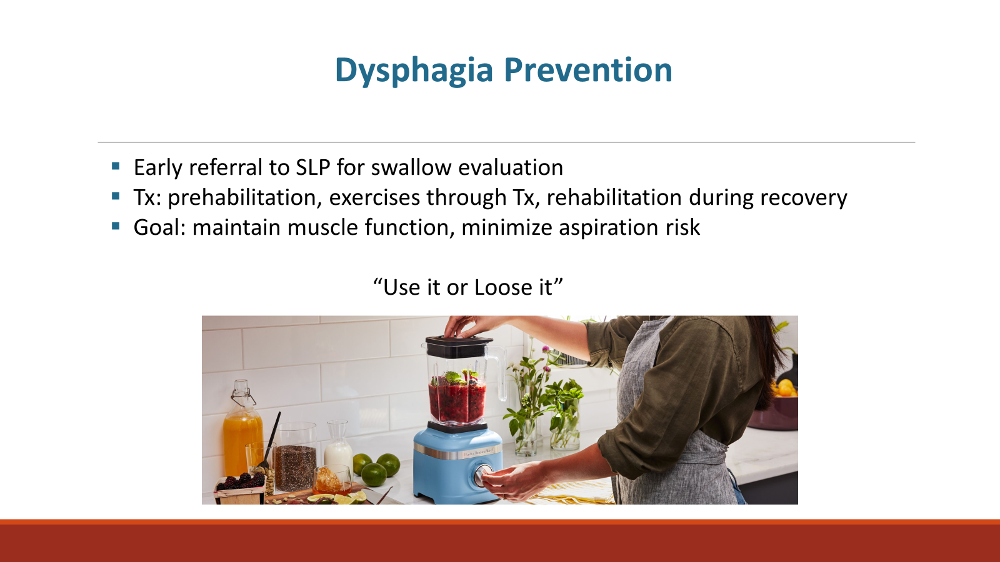 Dysphagia Prevention
▪ Early referral to SLP for swallow evaluation
▪ Tx: prehabilitation, exercises through Tx, rehabilitation during recovery
▪ Goal: maintain muscle function, minimize aspiration risk
“Use it or Loose it”
KitchenAid